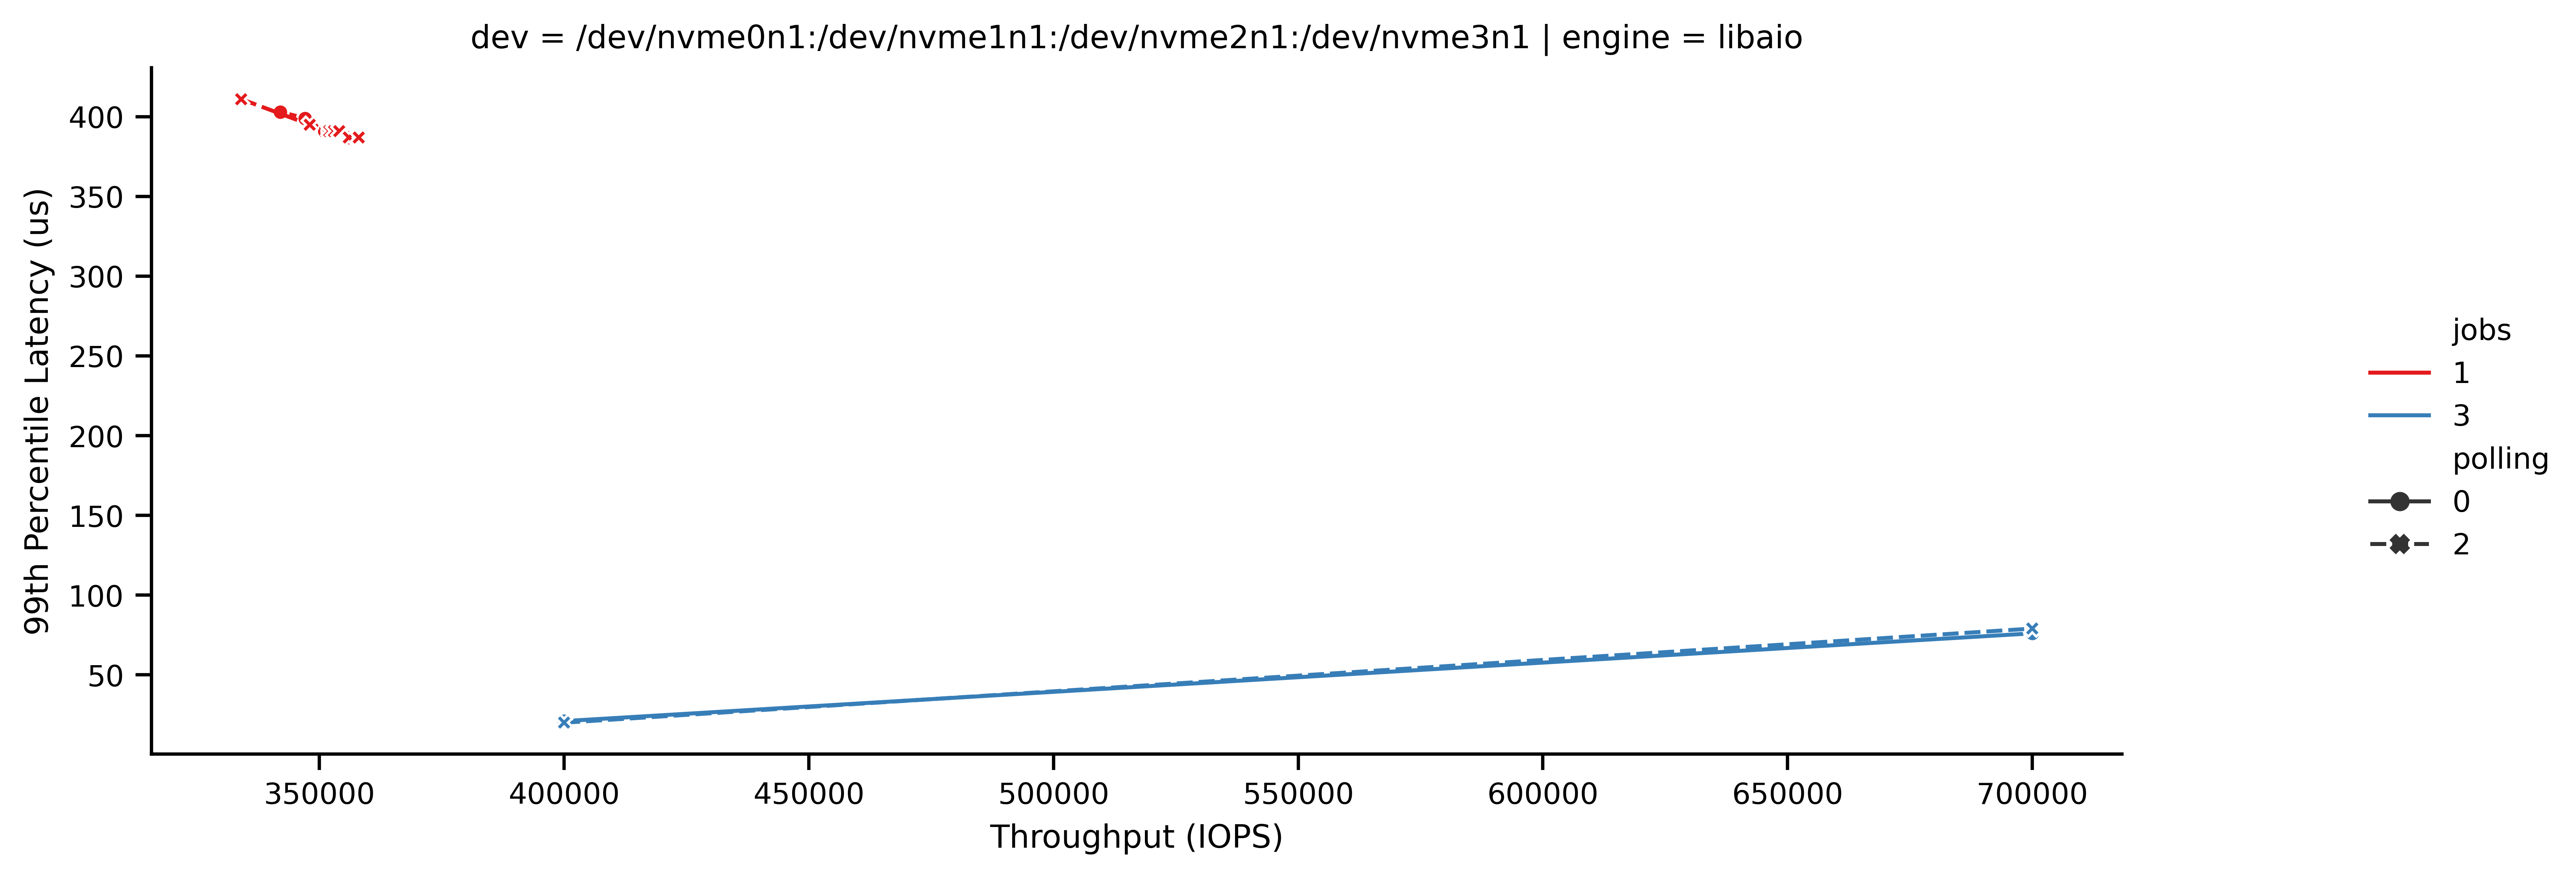 dev = /dev/nvme0n1:/dev/nvme1n1:/dev/nvme2n1:/dev/nvme3n1 | engine = libaio
99th Percentile Latency (us)
400
350
300
250
200
150
100
50
350000 400000 450000 500000 550000 600000 650000 700000
Throughput (IOPS)
jobs
1
3
polling
0
2